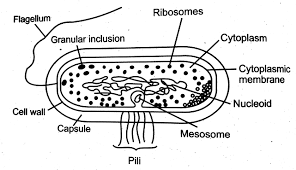 Flagellum
Ribosomes
Granular inclusion
Cytoplasm
Cytoplasmic
membrane
Nucleoid
Cell wall
Capsule
Mesosome
Pili